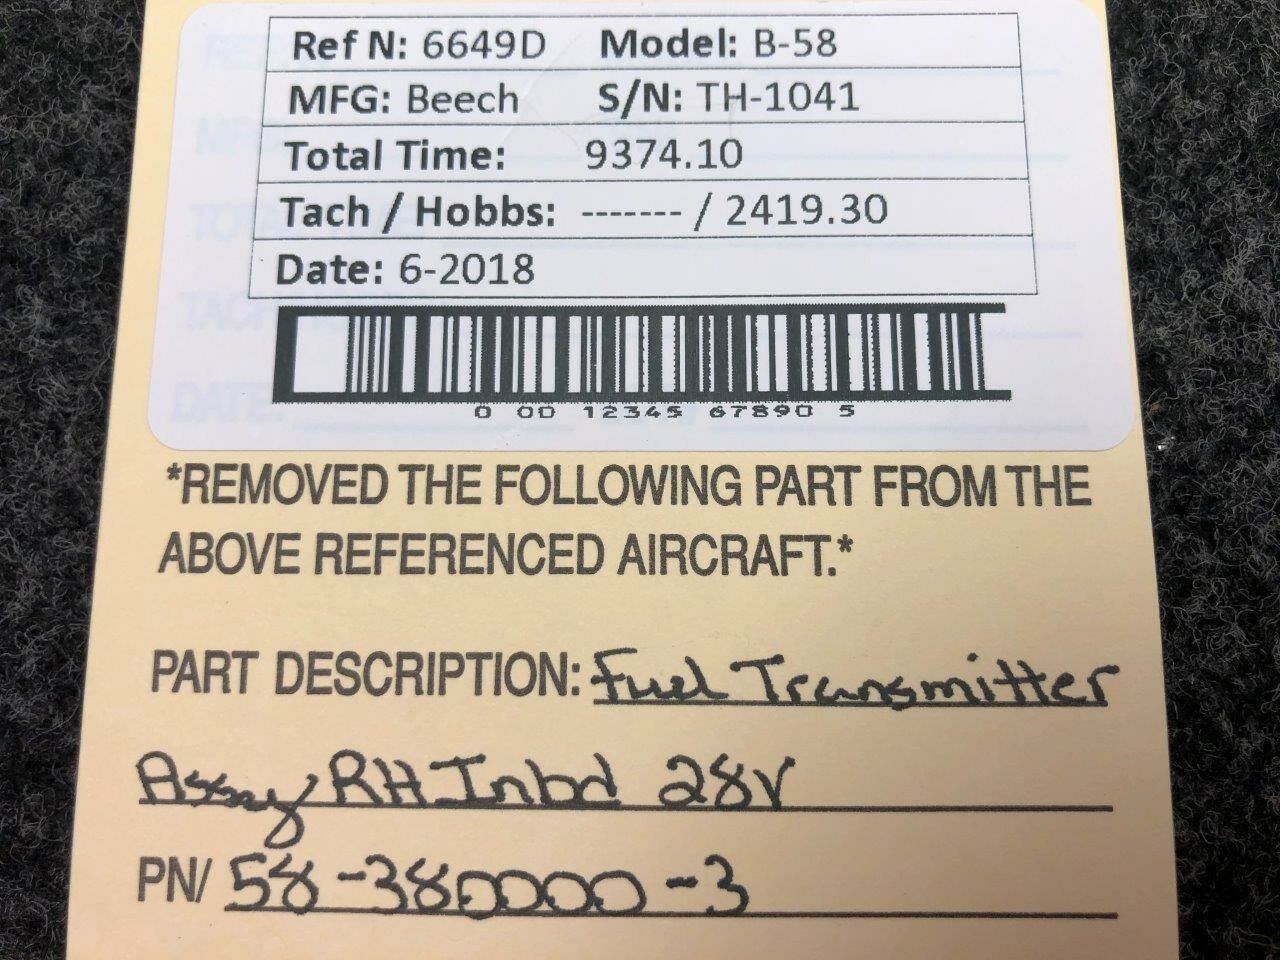 Ref N: 6649D Model: B-58
MFG: Beech S/N: TH-1041
Total Time: 9374.10
Tach / Hobbs: ------- / 2419.30
Date: 6-2018
0 00 12345 67890 5
*REMOVED THE FOLLOWING PART FROM THE
ABOVE REFERENCED AIRCRAFT.*
PART DESCRIPTION: Fuel Transmitter
Assy RH Inbd 28V
PN/ 58-380000-3